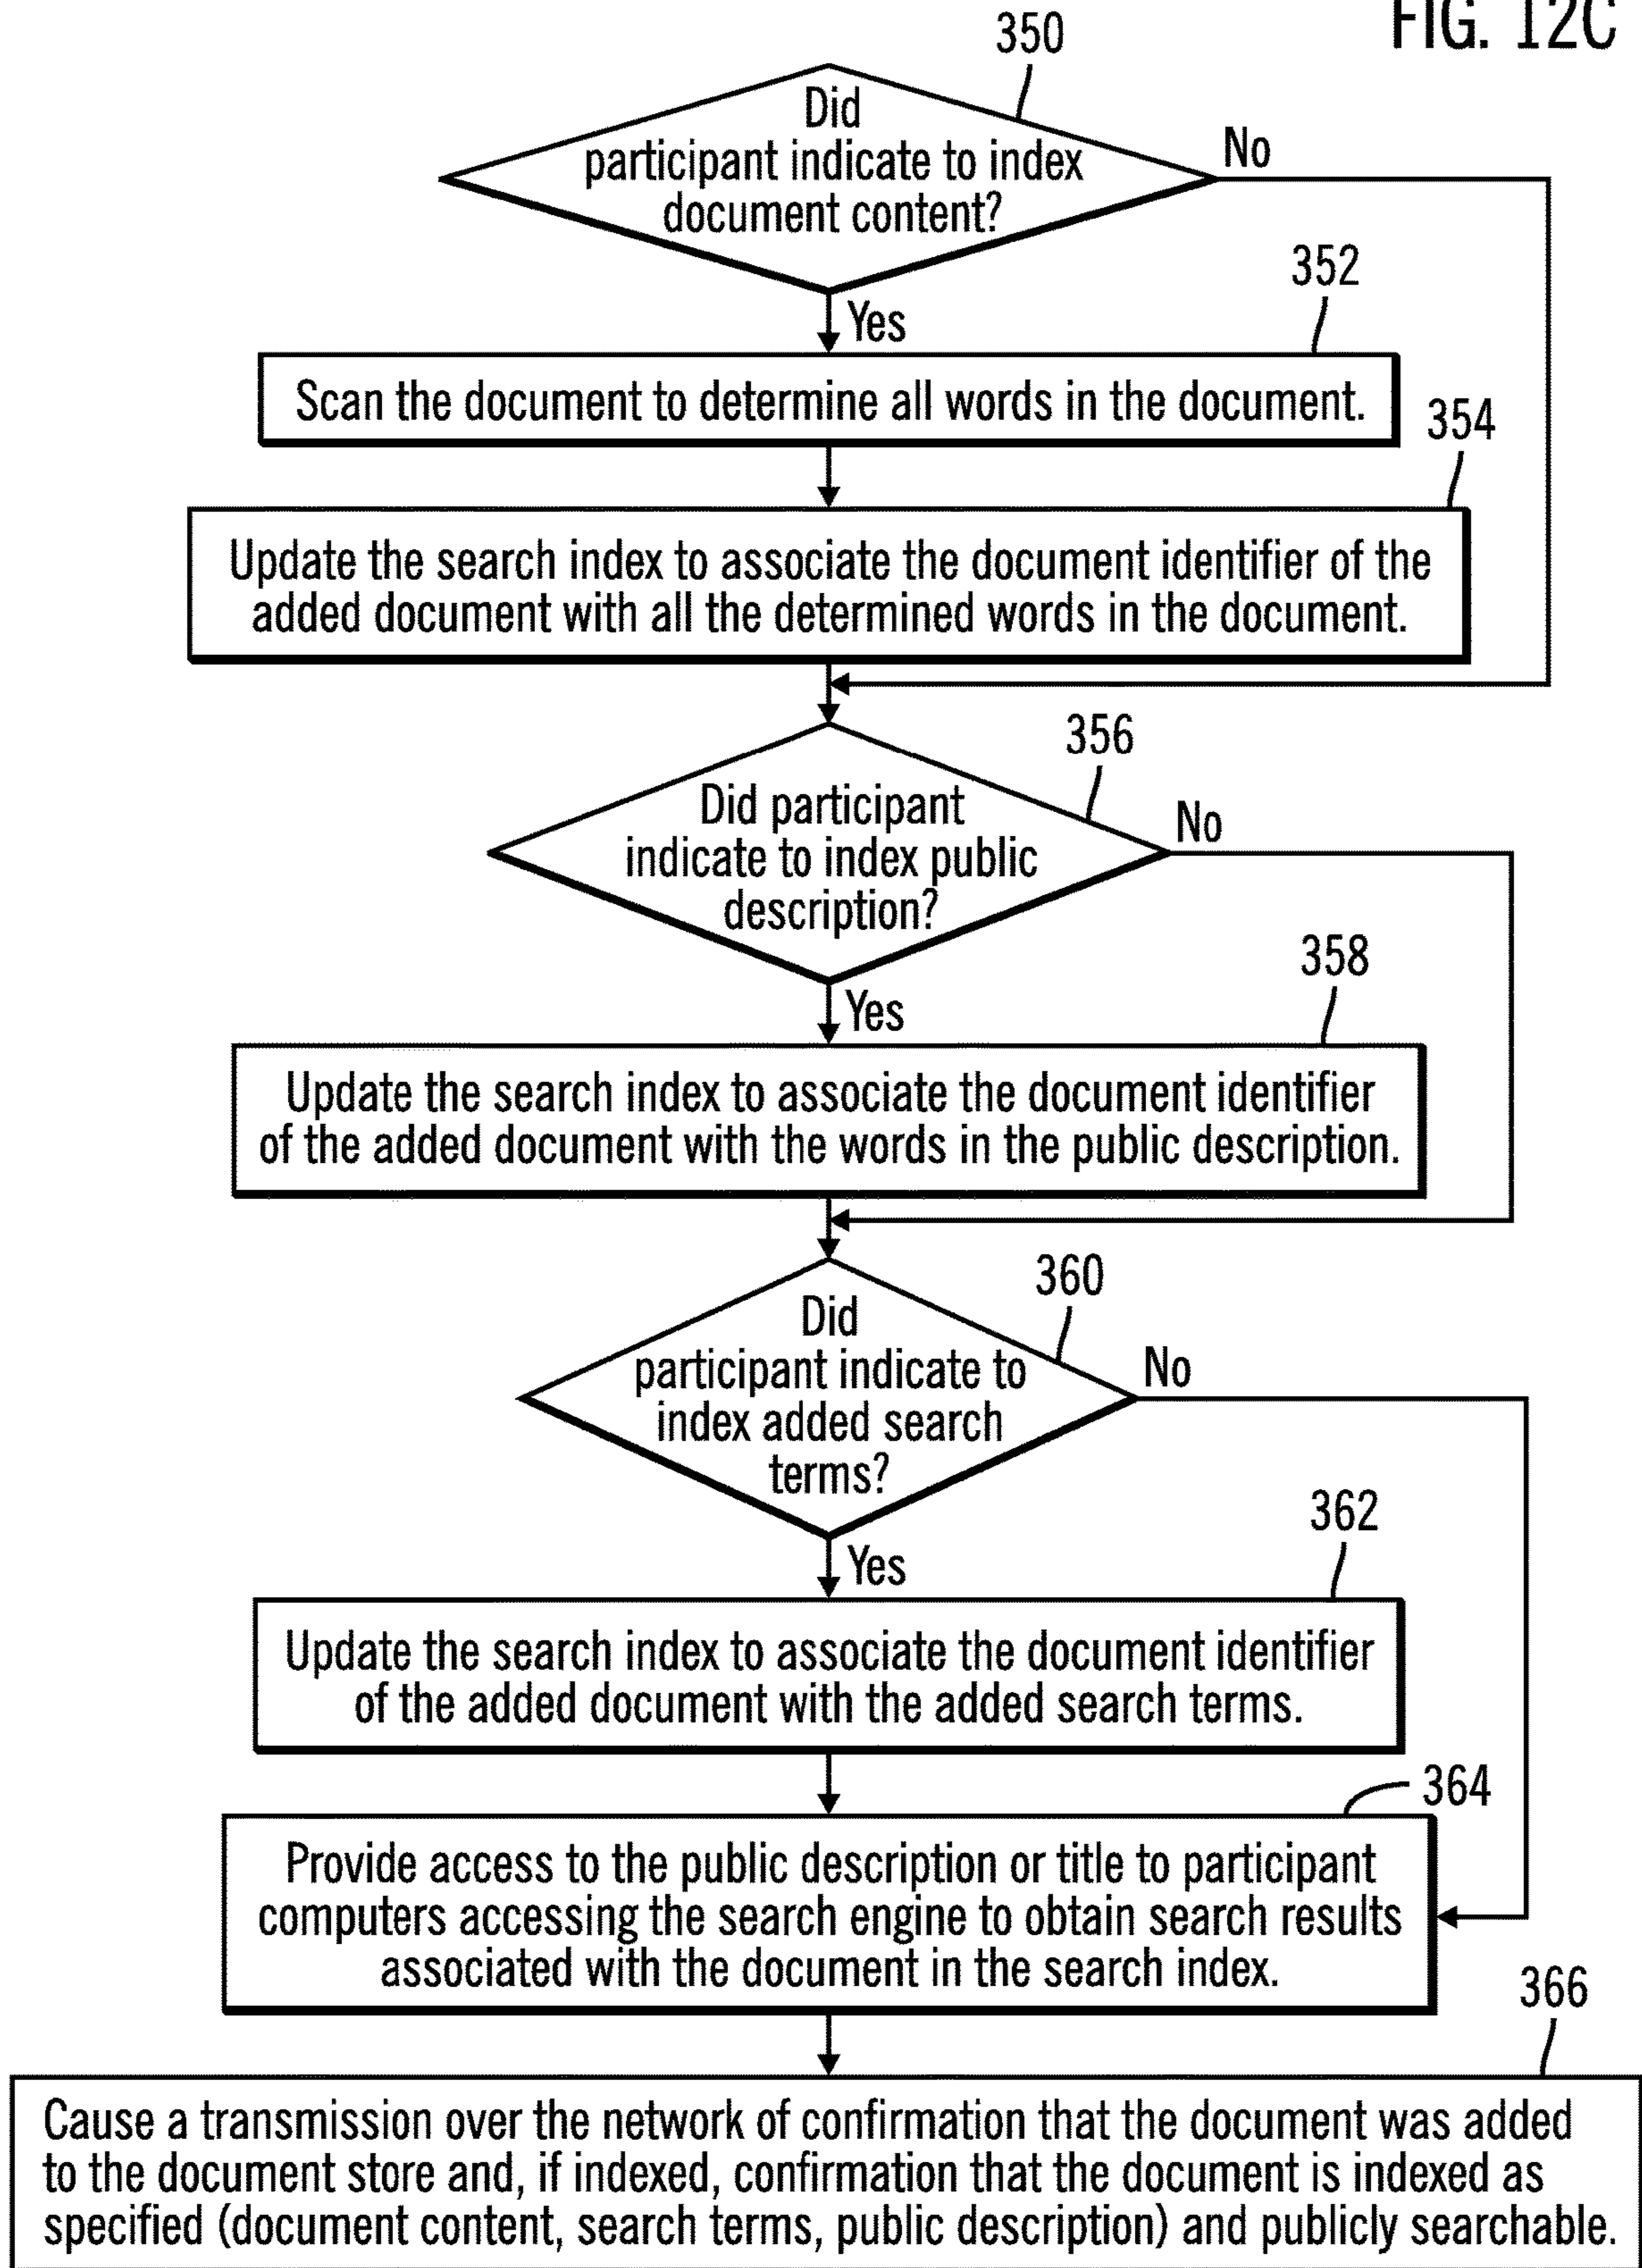 FIG. 12C
350
Did
participant indicate to index
document content?
No
Yes
352
Scan the document to determine all words in the document.
354
Update the search index to associate the document identifier of the
added document with all the determined words in the document.
356
Did participant
indicate to index public
description?
No
Yes
358
Update the search index to associate the document identifier
of the added document with the words in the public description.
360
Did
participant indicate to
index added search
terms?
No
Yes
362
Update the search index to associate the document identifier
of the added document with the added search terms.
364
Provide access to the public description or title to participant
computers accessing the search engine to obtain search results
associated with the document in the search index.
366
Cause a transmission over the network of confirmation that the document was added
to the document store and, if indexed, confirmation that the document is indexed as
specified (document content, search terms, public description) and publicly searchable.